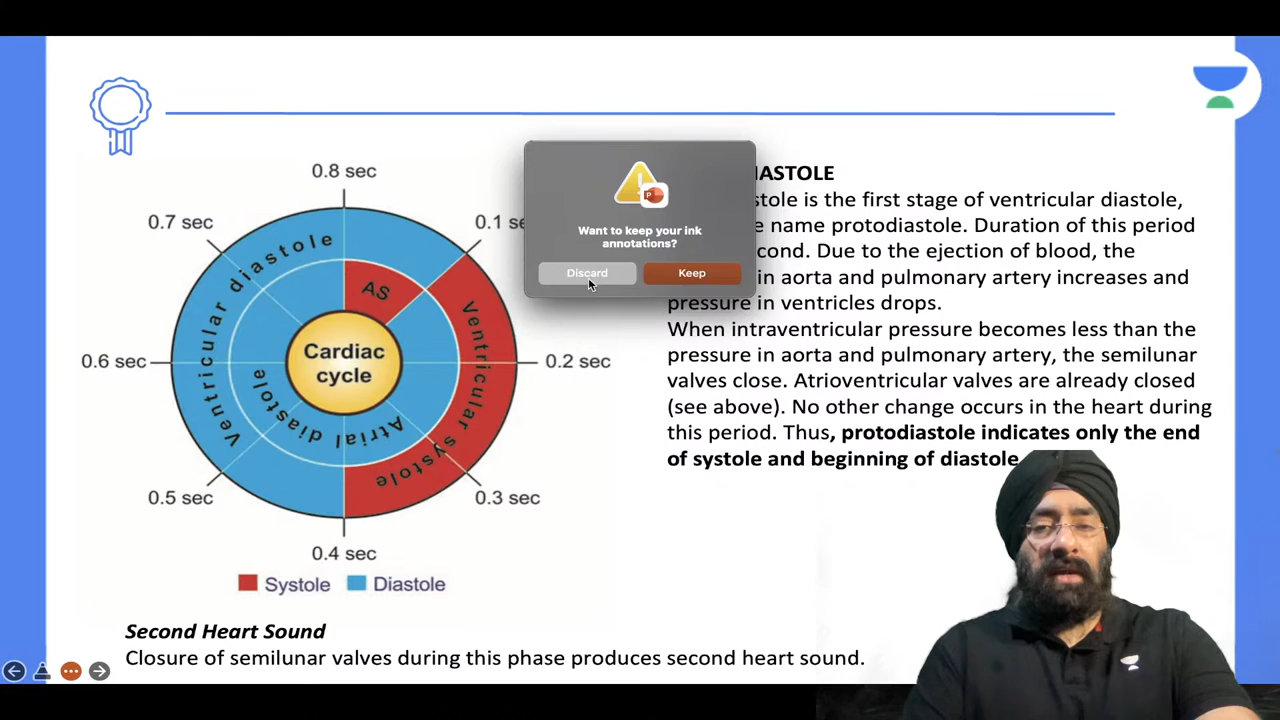 0.8 sec
0.7 sec
0.1 se
0.6 sec
0.2 sec
0.5 sec
0.3 sec
0.4 sec
Ventricular diastole
AS
Ventricular systole
Atrial diastole
Cardiac
cycle
Systole
Diastole
Want to keep your ink
annotations?
Discard
Keep
IASTOLE
stole is the first stage of ventricular diastole,
e name protodiastole. Duration of this period
econd. Due to the ejection of blood, the
in aorta and pulmonary artery increases and
pressure in ventricles drops.
When intraventricular pressure becomes less than the
pressure in aorta and pulmonary artery, the semilunar
valves close. Atrioventricular valves are already closed
(see above). No other change occurs in the heart during
this period. Thus, protodiastole indicates only the end
of systole and beginning of diastole
Second Heart Sound
Closure of semilunar valves during this phase produces second heart sound.